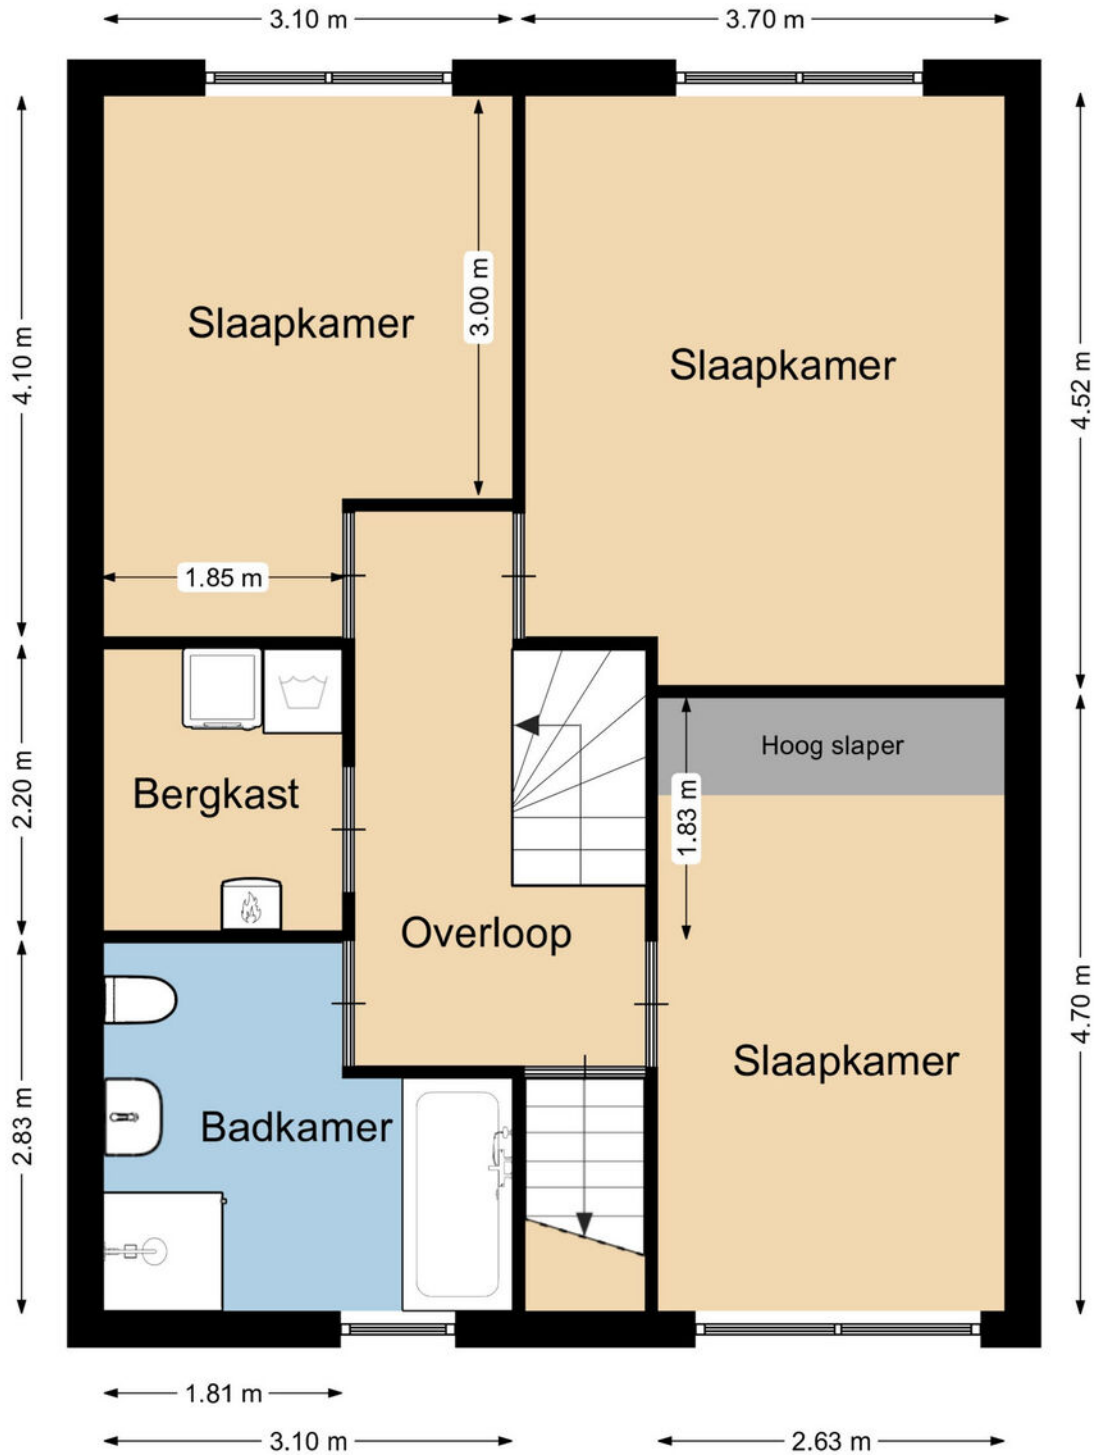 3.10 m
3.70 m
3.00 m
Slaapkamer
Slaapkamer
4.10 m
4.52 m
1.85 m
Hoog slaper
Bergkast
2.20 m
1.83 m
Overloop
4.70 m
Slaapkamer
Badkamer
2.83 m
1.81 m
3.10 m
2.63 m